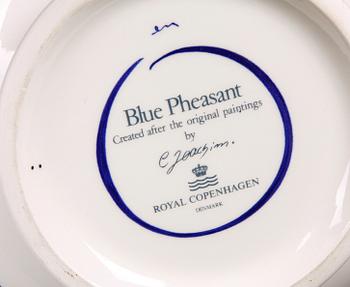 Blue Pheasant
Created after the original paintings
by
C. Joachim.
ROYAL COPENHAGEN
DENMARK